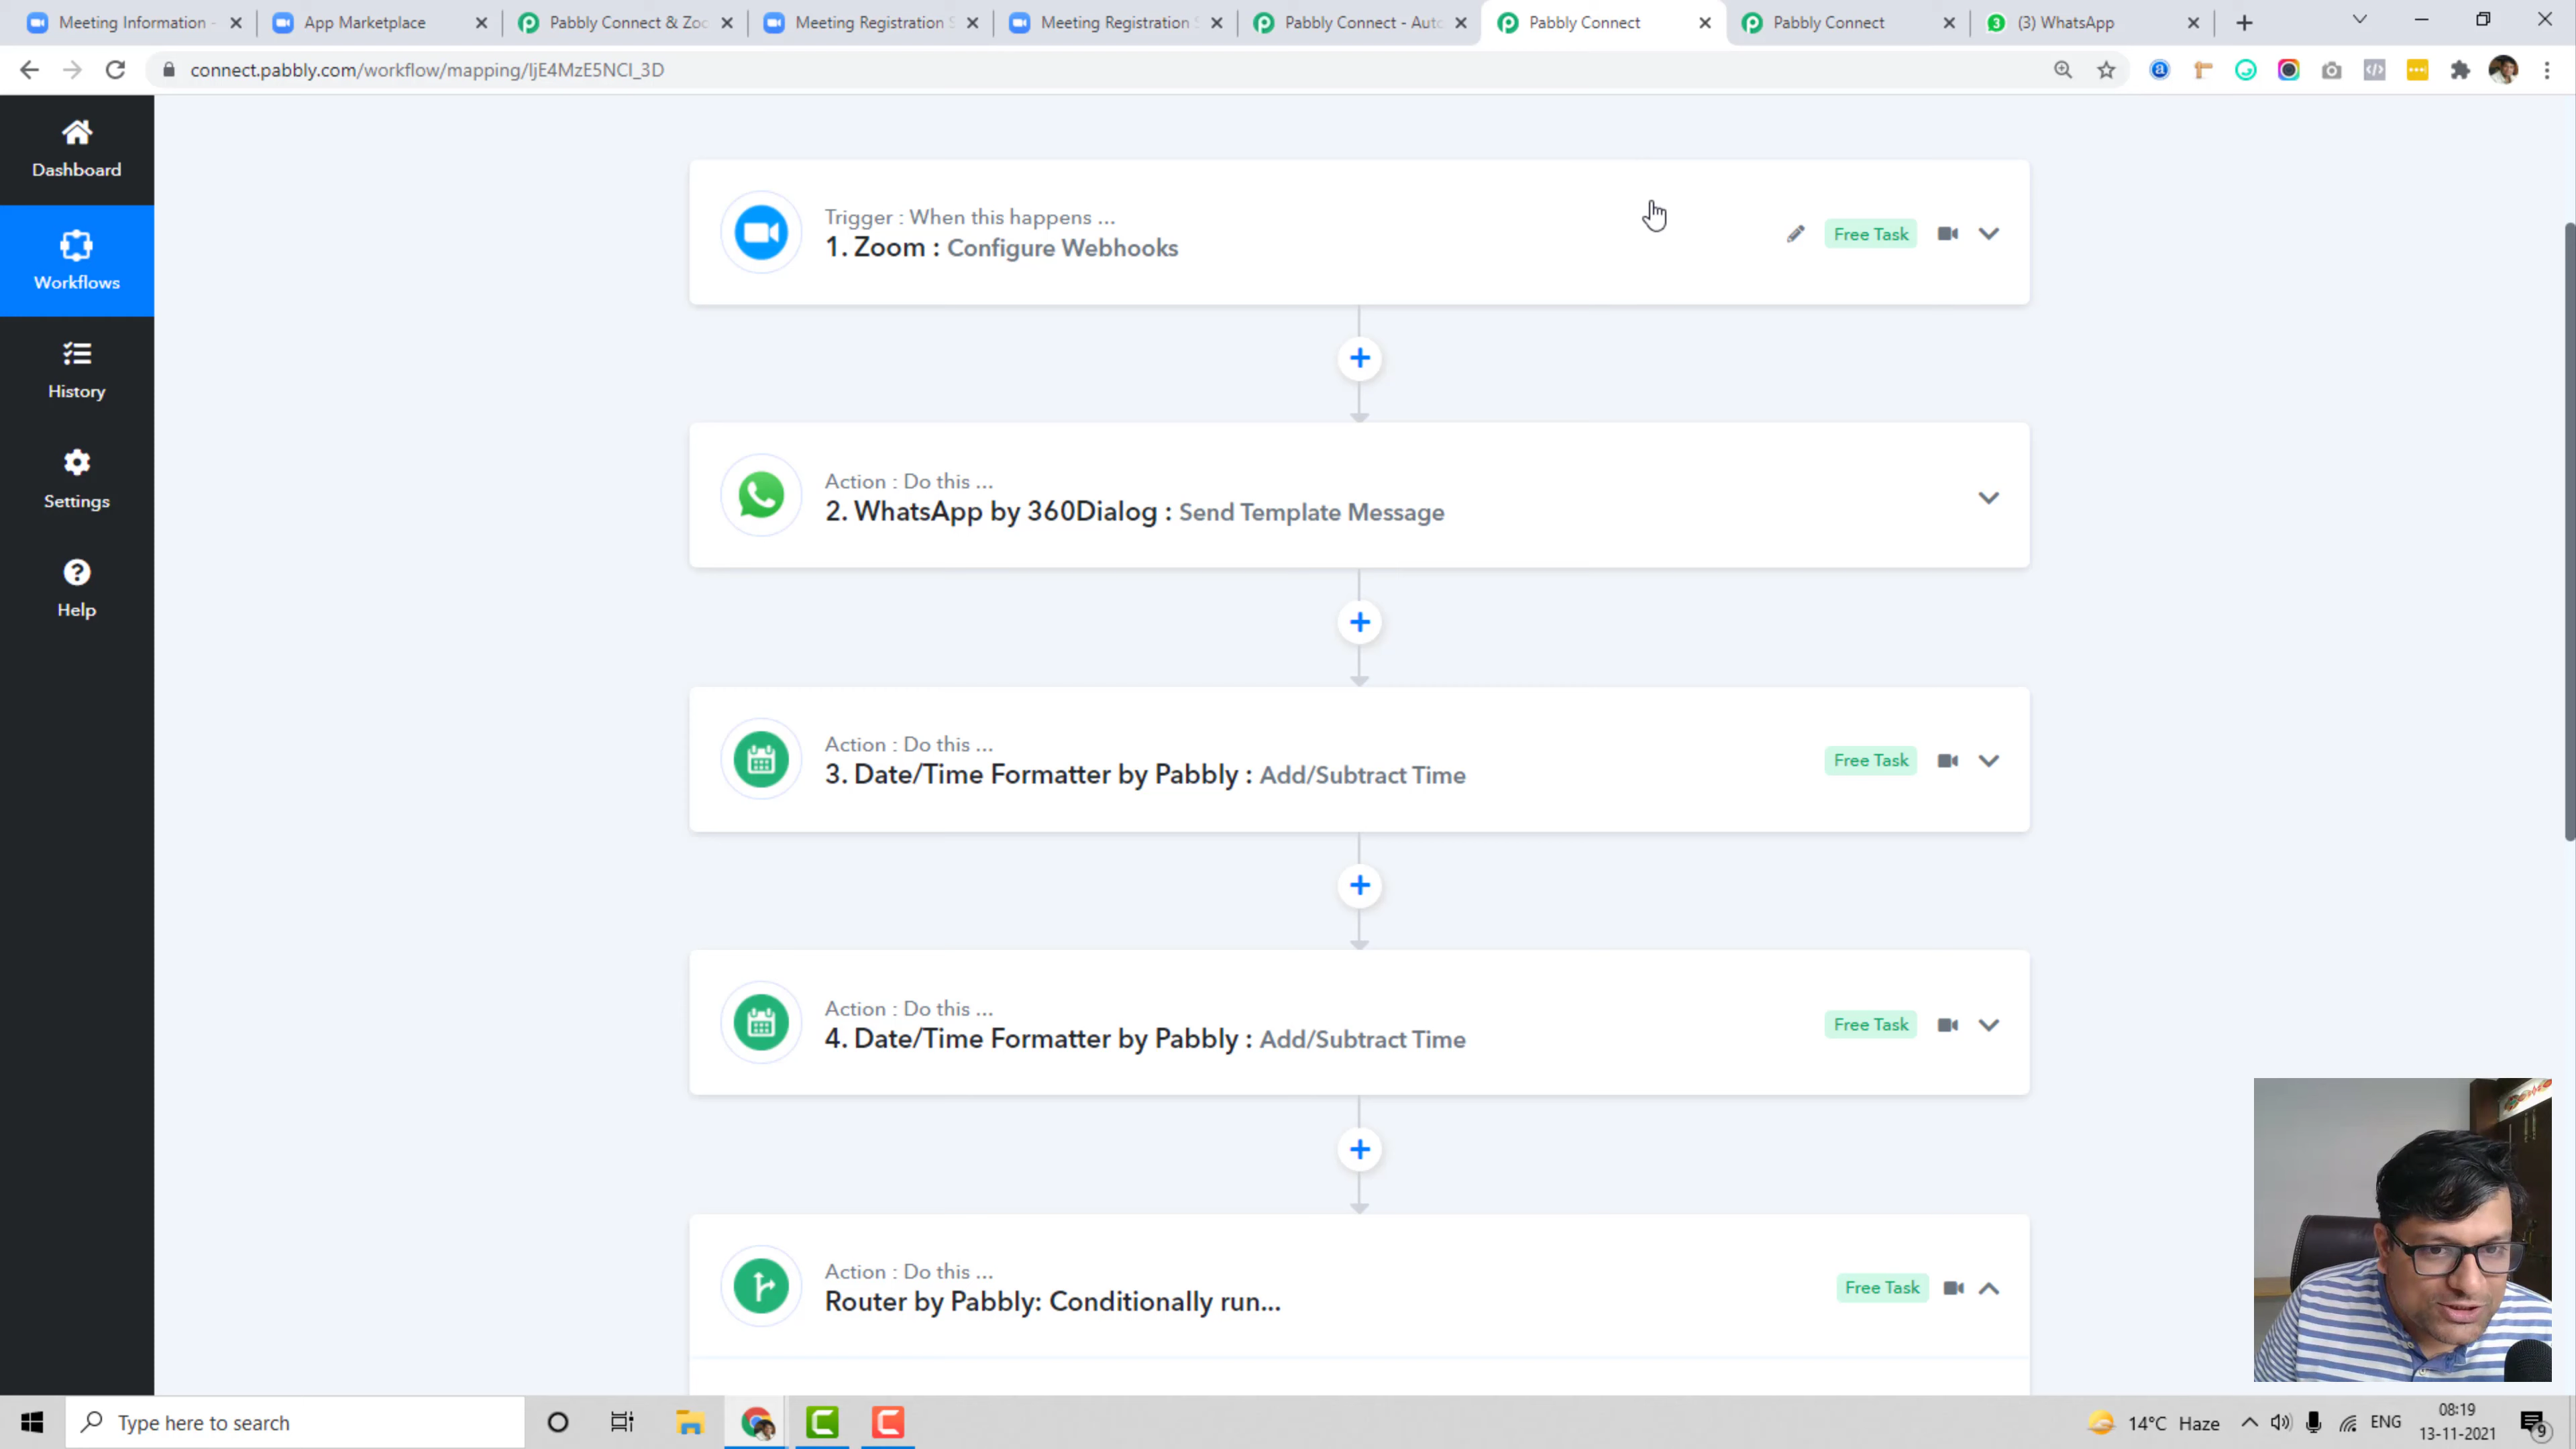 Meeting Information -
App Marketplace
Pabbly Connect & Zoo
Meeting Registration S
Meeting Registration S
Pabbly Connect - Auto
Pabbly Connect
Pabbly Connect
3
(3) WhatsApp
connect.pabbly.com/workflow/mapping/IjE4MzE5NCI_3D
Dashboard
Workflows
History
Settings
Help
Trigger : When this happens ...
1. Zoom : Configure Webhooks
Free Task
Action : Do this ...
2. WhatsApp by 360Dialog : Send Template Message
Action : Do this ...
3. Date/Time Formatter by Pabbly : Add/Subtract Time
Free Task
Action : Do this ...
4. Date/Time Formatter by Pabbly : Add/Subtract Time
Free Task
Action : Do this ...
Router by Pabbly: Conditionally run...
Free Task
Type here to search
14°C Haze
ENG
08:19
13-11-2021
9